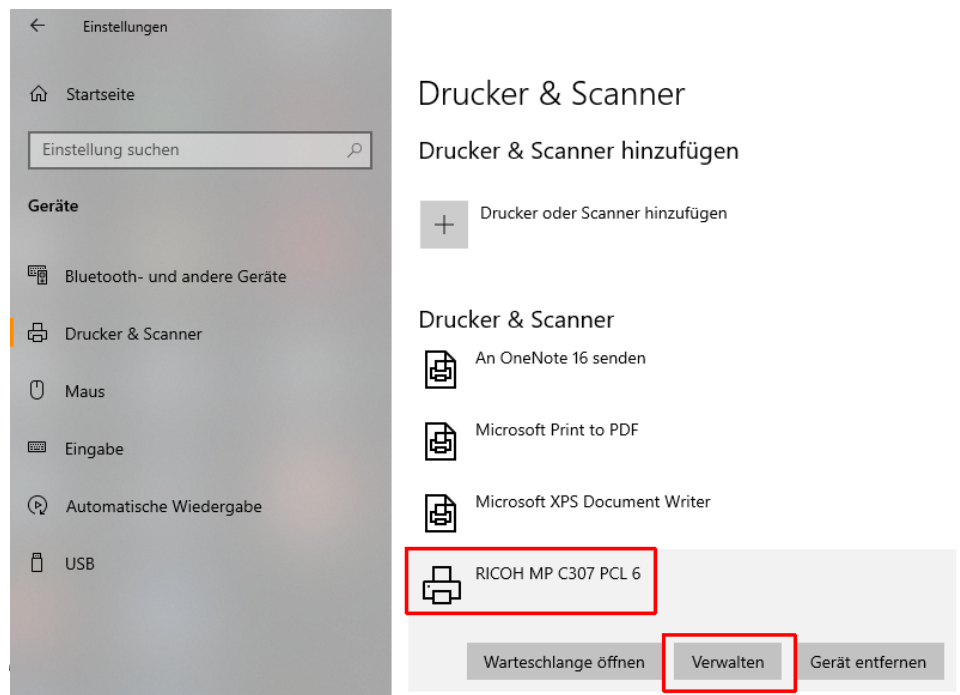 Einstellungen
Startseite
Einstellung suchen
Geräte
Bluetooth- und andere Geräte
Drucker & Scanner
Maus
Eingabe
Automatische Wiedergabe
USB
Drucker & Scanner
Drucker & Scanner hinzufügen
Drucker oder Scanner hinzufügen
Drucker & Scanner
An OneNote 16 senden
Microsoft Print to PDF
Microsoft XPS Document Writer
RICOH MP C307 PCL 6
Warteschlange öffnen Verwalten Gerät entfernen